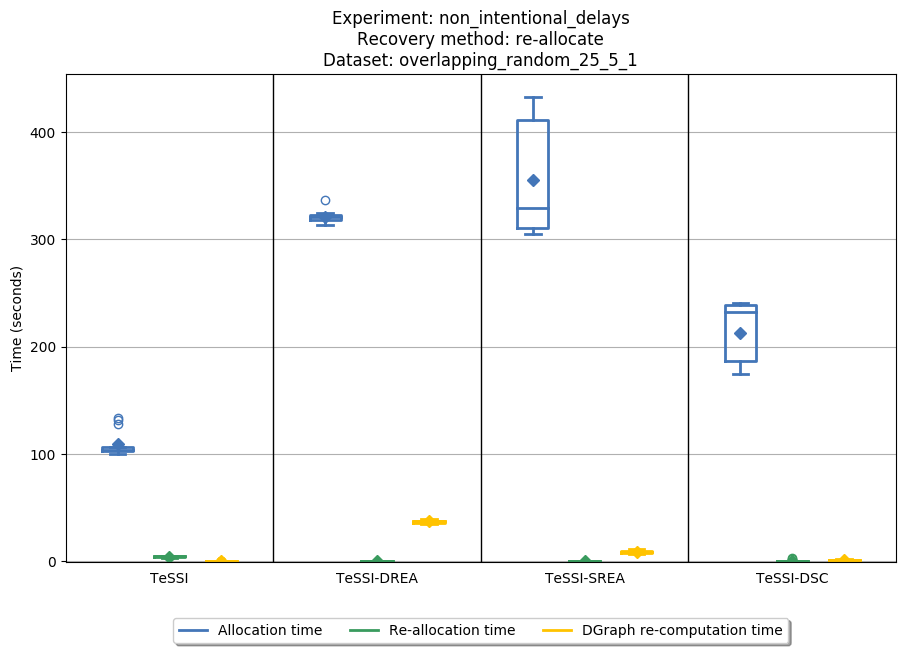 Experiment: non_intentional_delays
Recovery method: re-allocate
Dataset: overlapping_random_25_5_1
Time (seconds)
400
300
200
100
0
TeSSI TeSSI-DREA TeSSI-SREA TeSSI-DSC
Allocation time Re-allocation time DGraph re-computation time